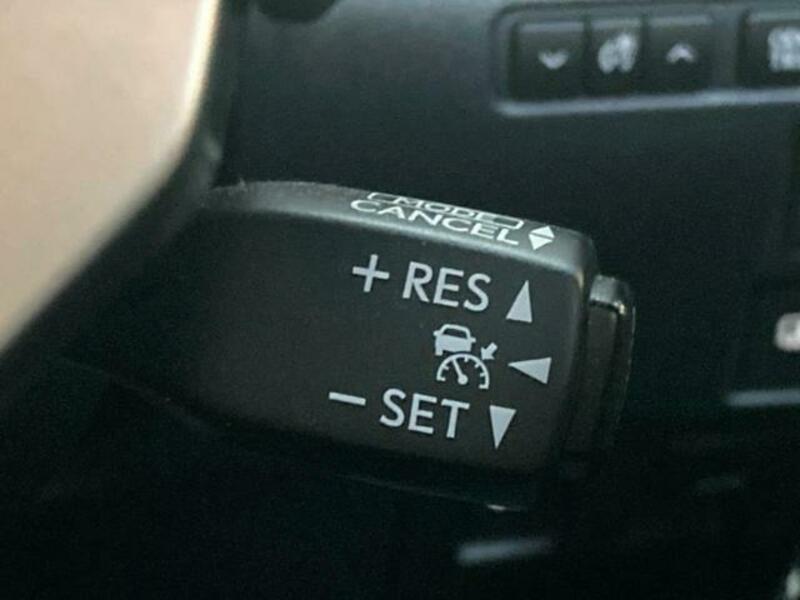 MODE
CANCEL
+ RES
- SET